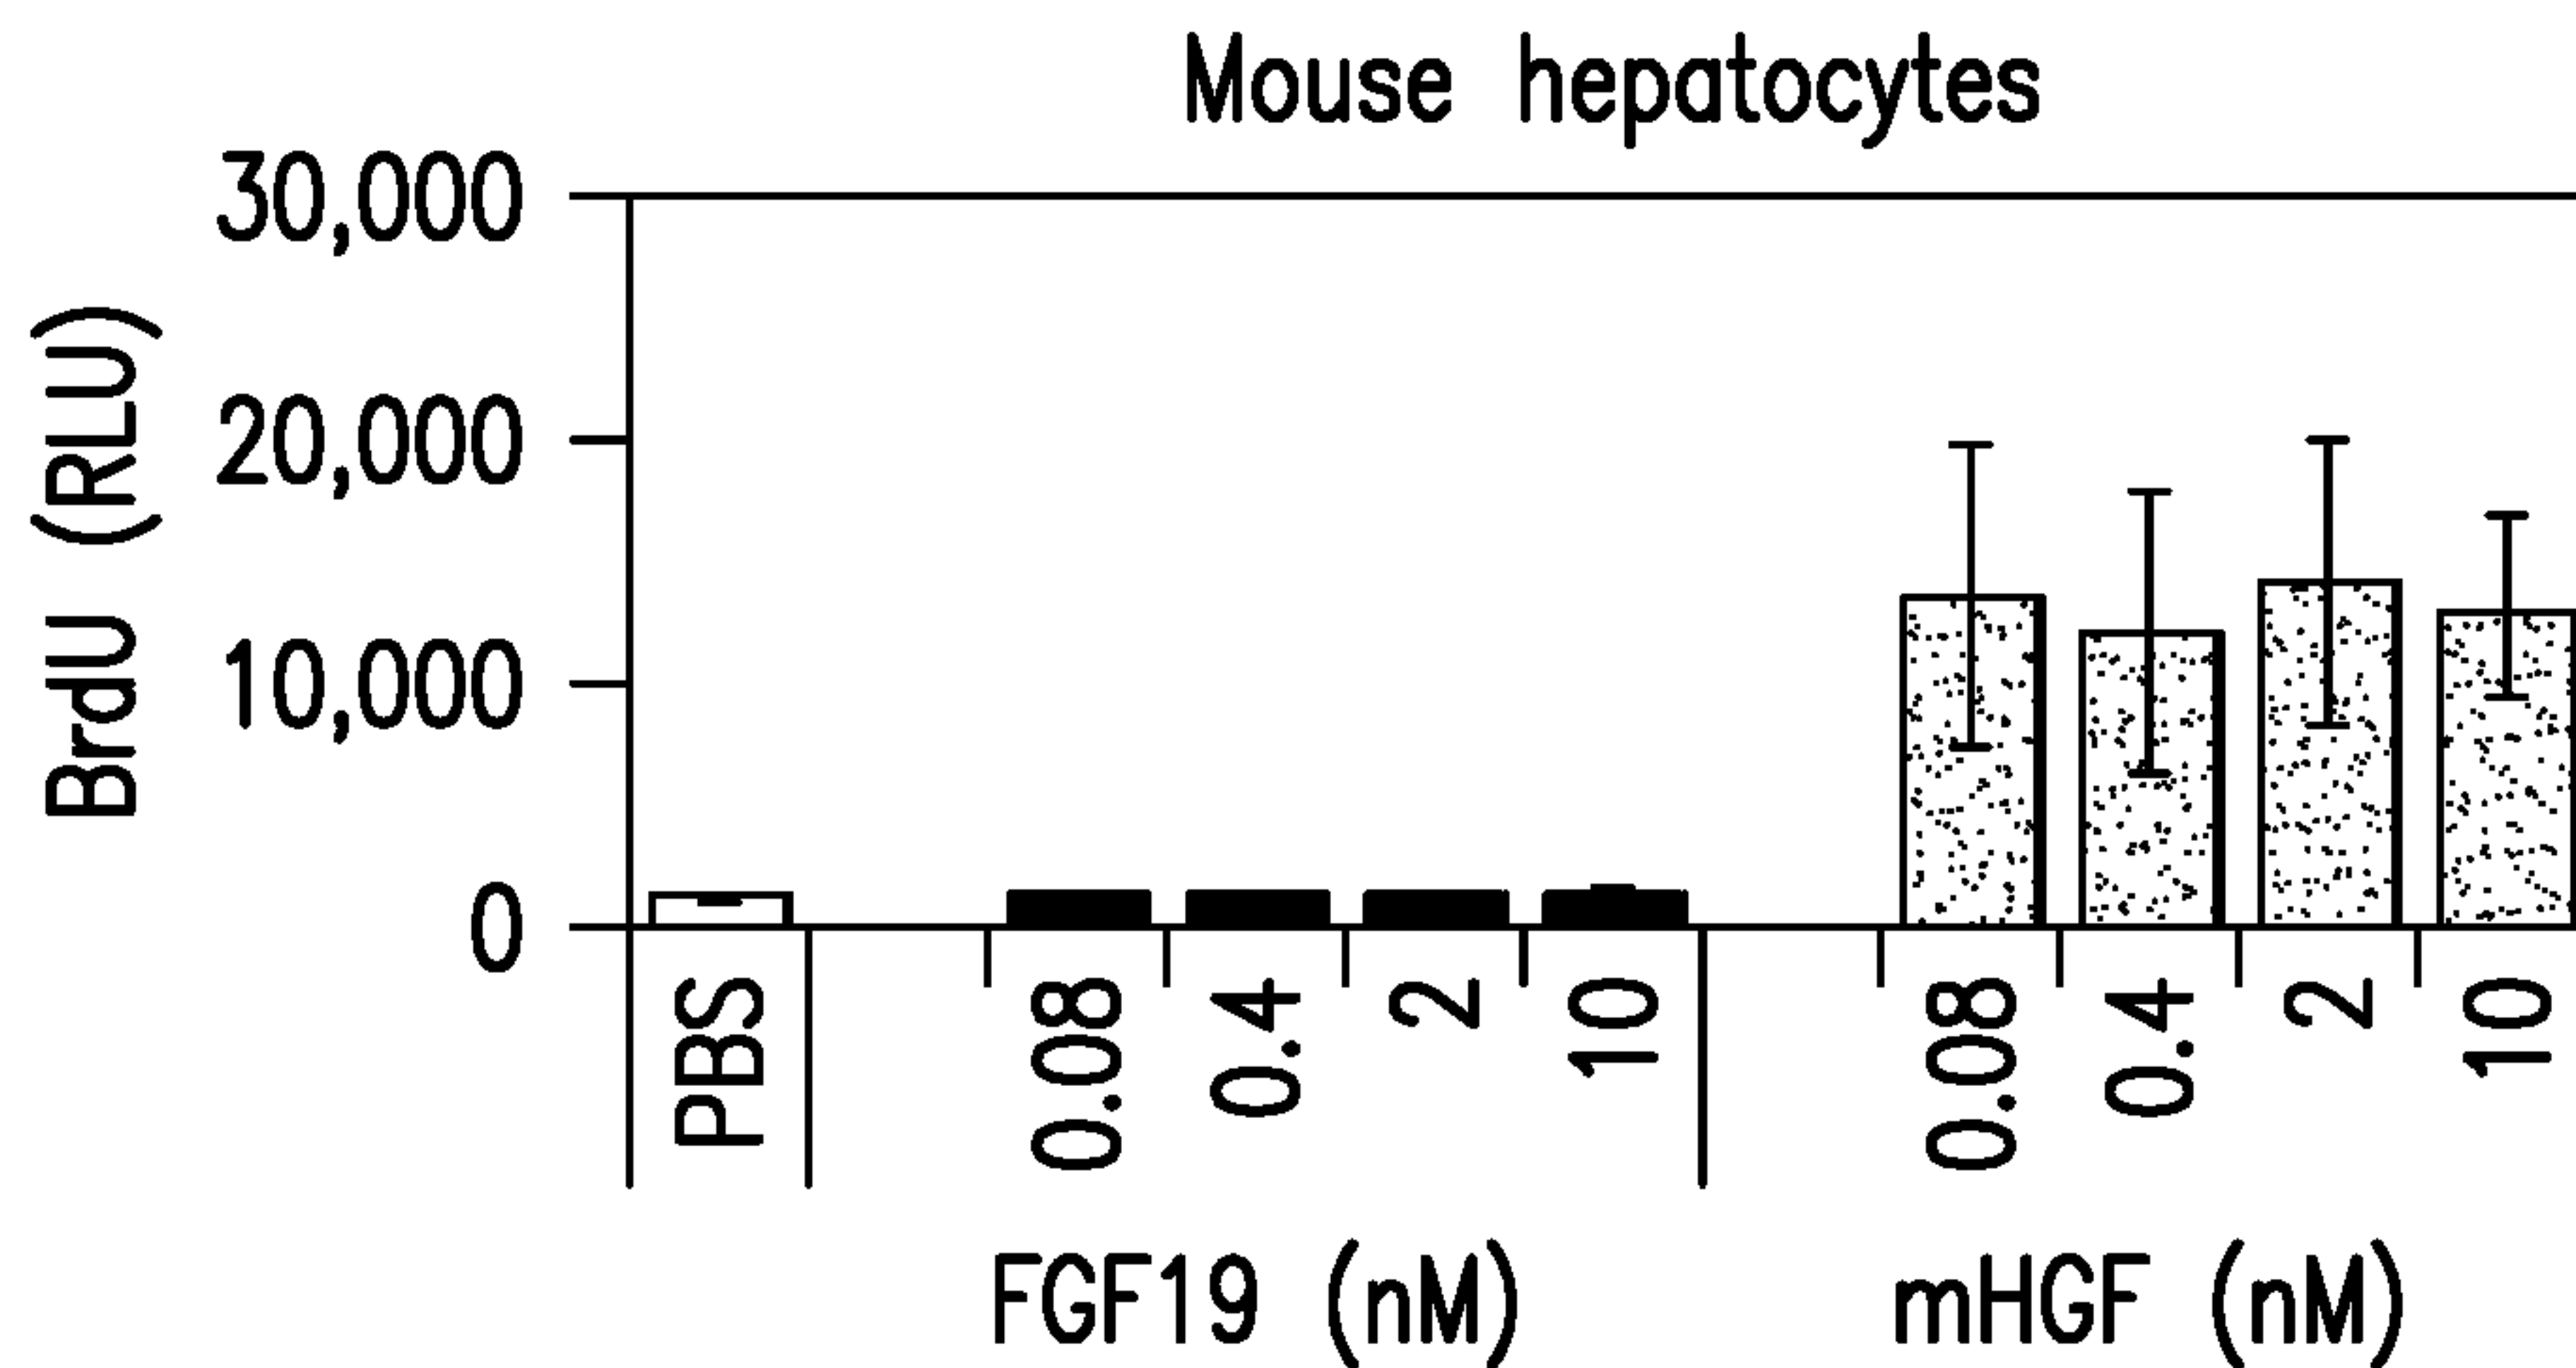 Mouse hepatocytes
BrdU (RLU)
30,000
20,000
10,000
0
PBS
0.08
0.4
2
10
0.08
0.4
2
10
FGF19 (nM)
mHGF (nM)